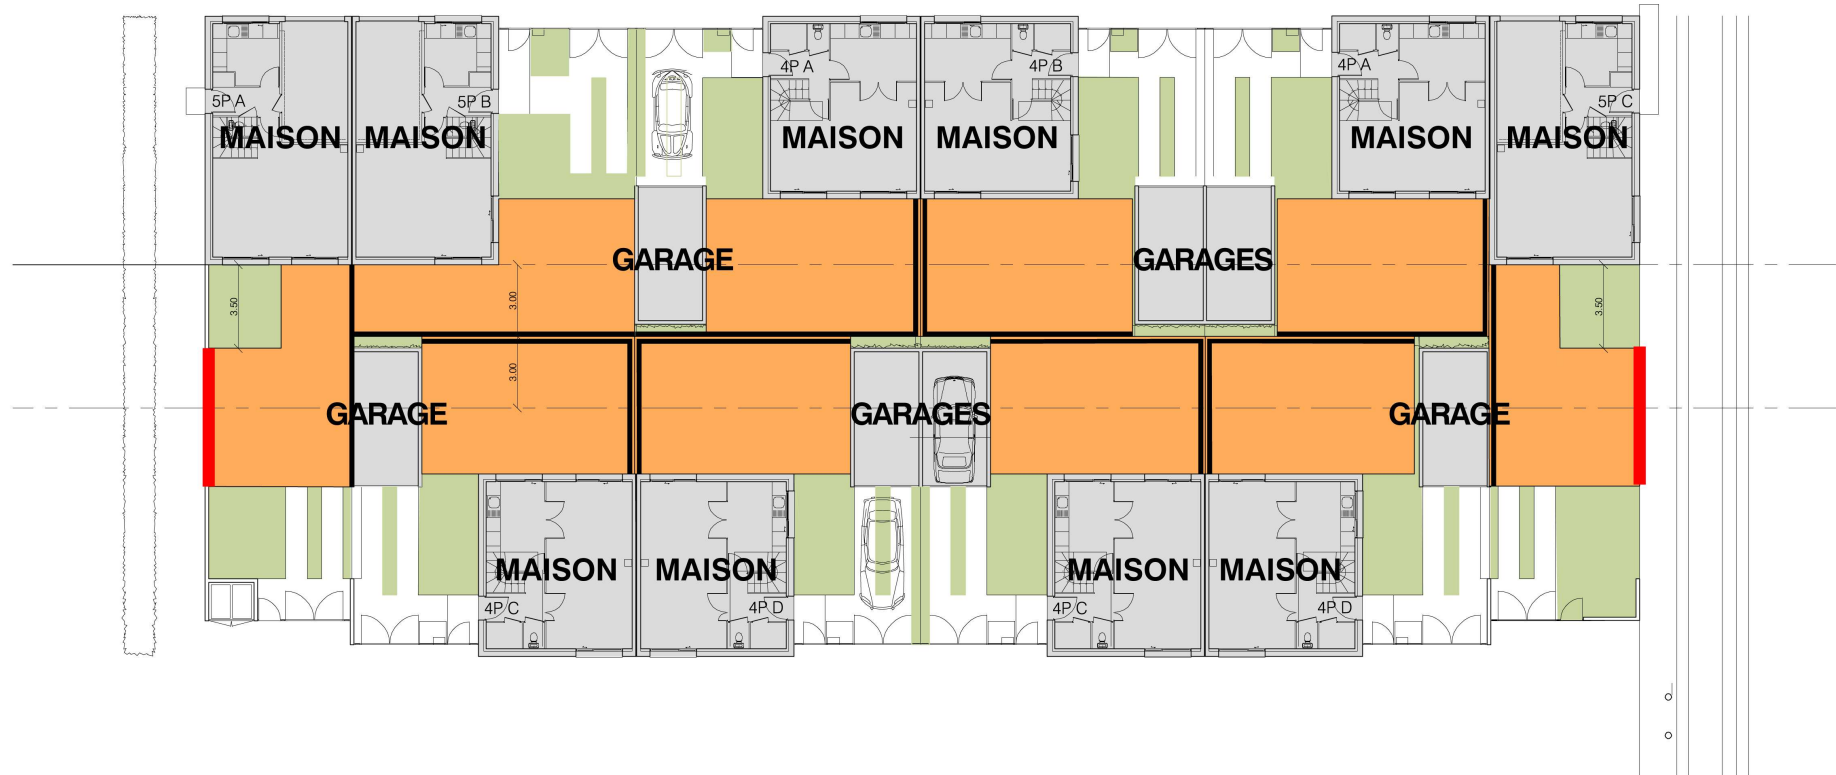 4P A
4P B
4P A
5P A
5P B
5P C
MAISON
MAISON
MAISON
MAISON
MAISON
MAISON
GARAGE
GARAGES
3.50
3.00
3.50
3.00
GARAGE
GARAGES
GARAGE
MAISON
MAISON
MAISON
MAISON
4P C
4P D
4P C
4P D